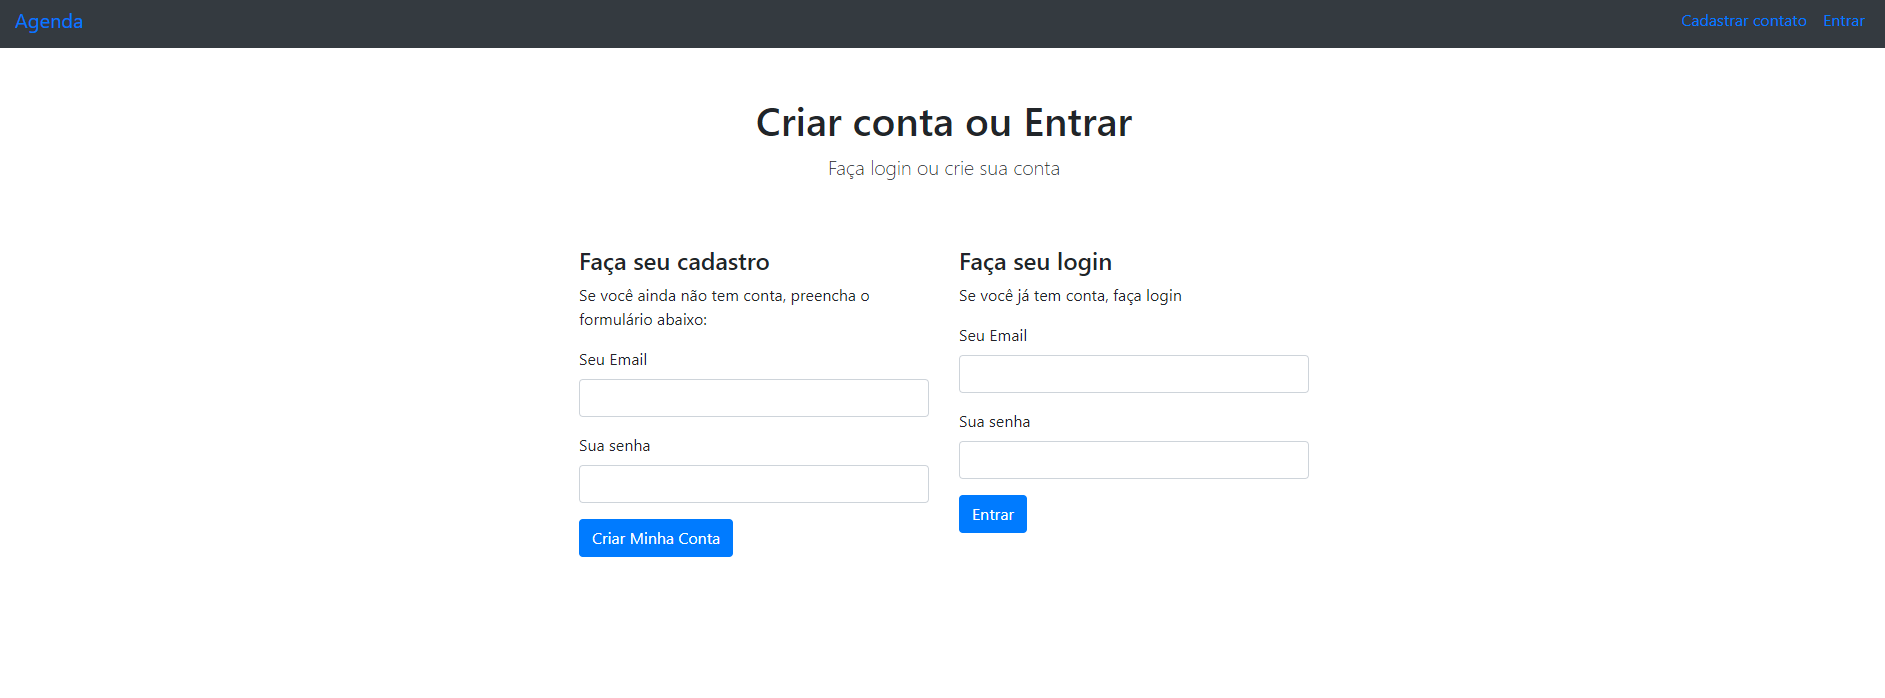 Agenda
Cadastrar contato
Entrar
Criar conta ou Entrar
Faça login ou crie sua conta
Faça seu cadastro
Se você ainda não tem conta, preencha o
formulário abaixo:
Seu Email
Sua senha
Criar Minha Conta
Faça seu login
Se você já tem conta, faça login
Seu Email
Sua senha
Entrar